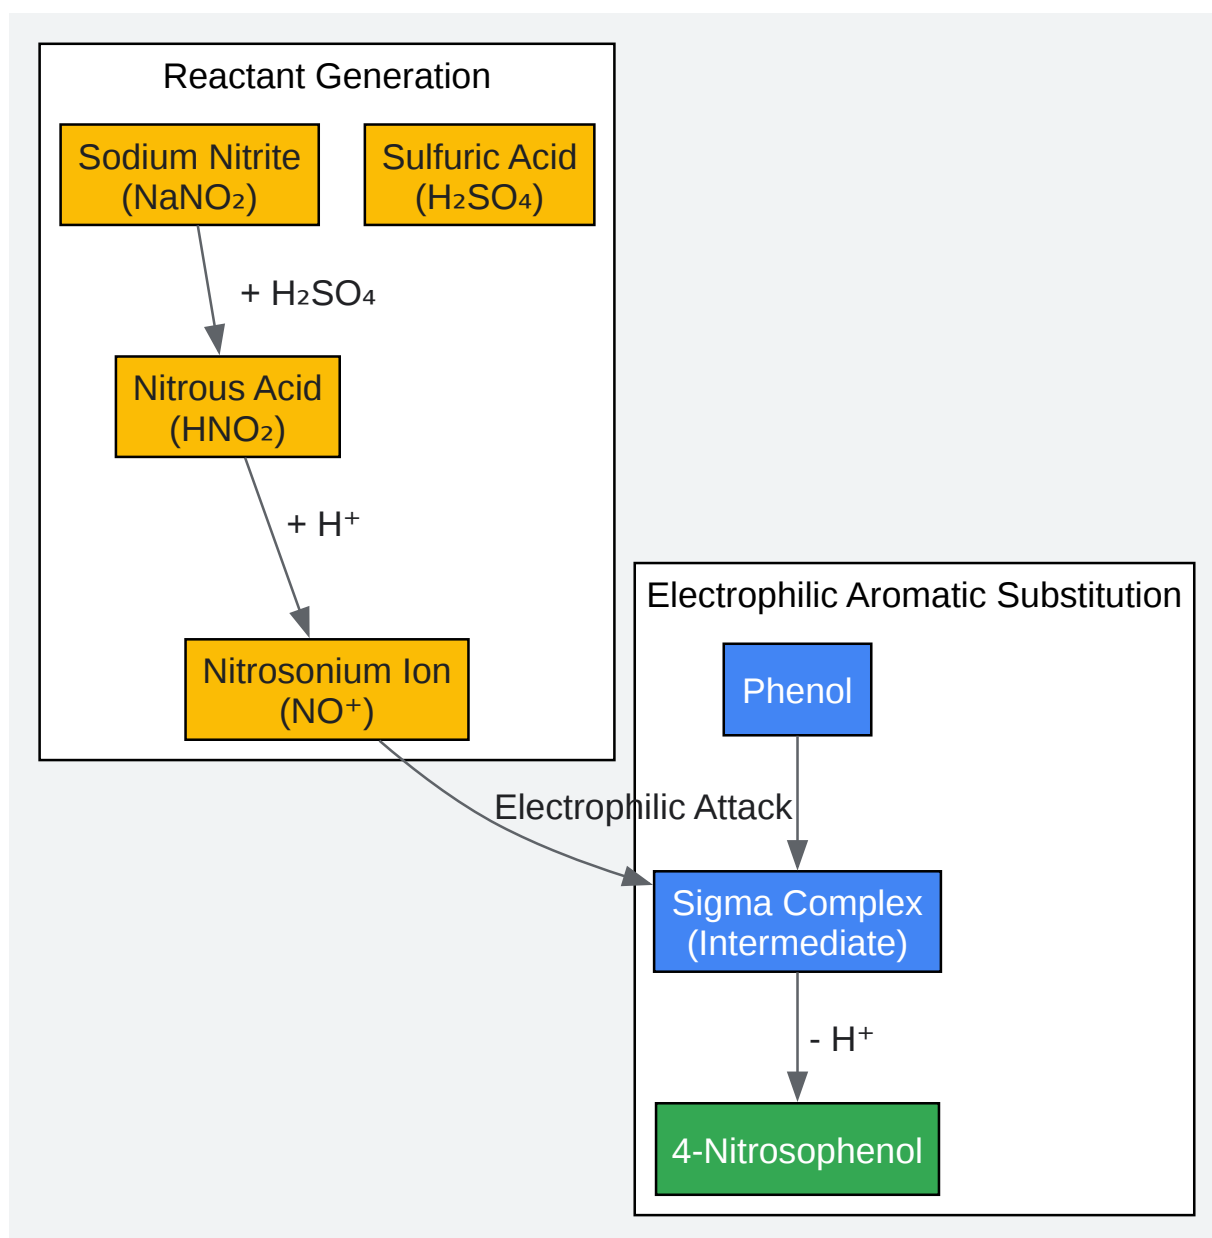 Reactant Generation
Sodium Nitrite
(NaNO₂)
Sulfuric Acid
(H₂SO₄)
+ H₂SO₄
Nitrous Acid
(HNO₂)
+ H⁺
Nitrosonium Ion
(NO⁺)
Electrophilic Aromatic Substitution
Phenol
Electrophilic Attack
Sigma Complex
(Intermediate)
- H⁺
4-Nitrosophenol